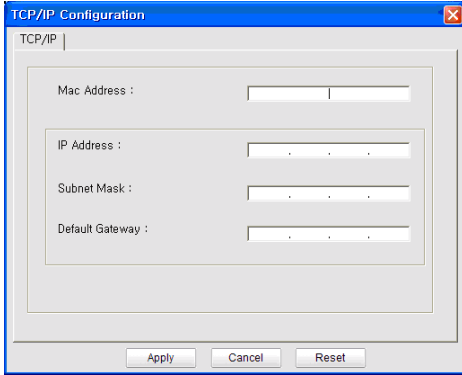 TCP/IP Configuration
TCP/IP
Mac Address :
IP Address :
. . .
Subnet Mask :
. . .
Default Gateway :
. . .
Apply Cancel Reset